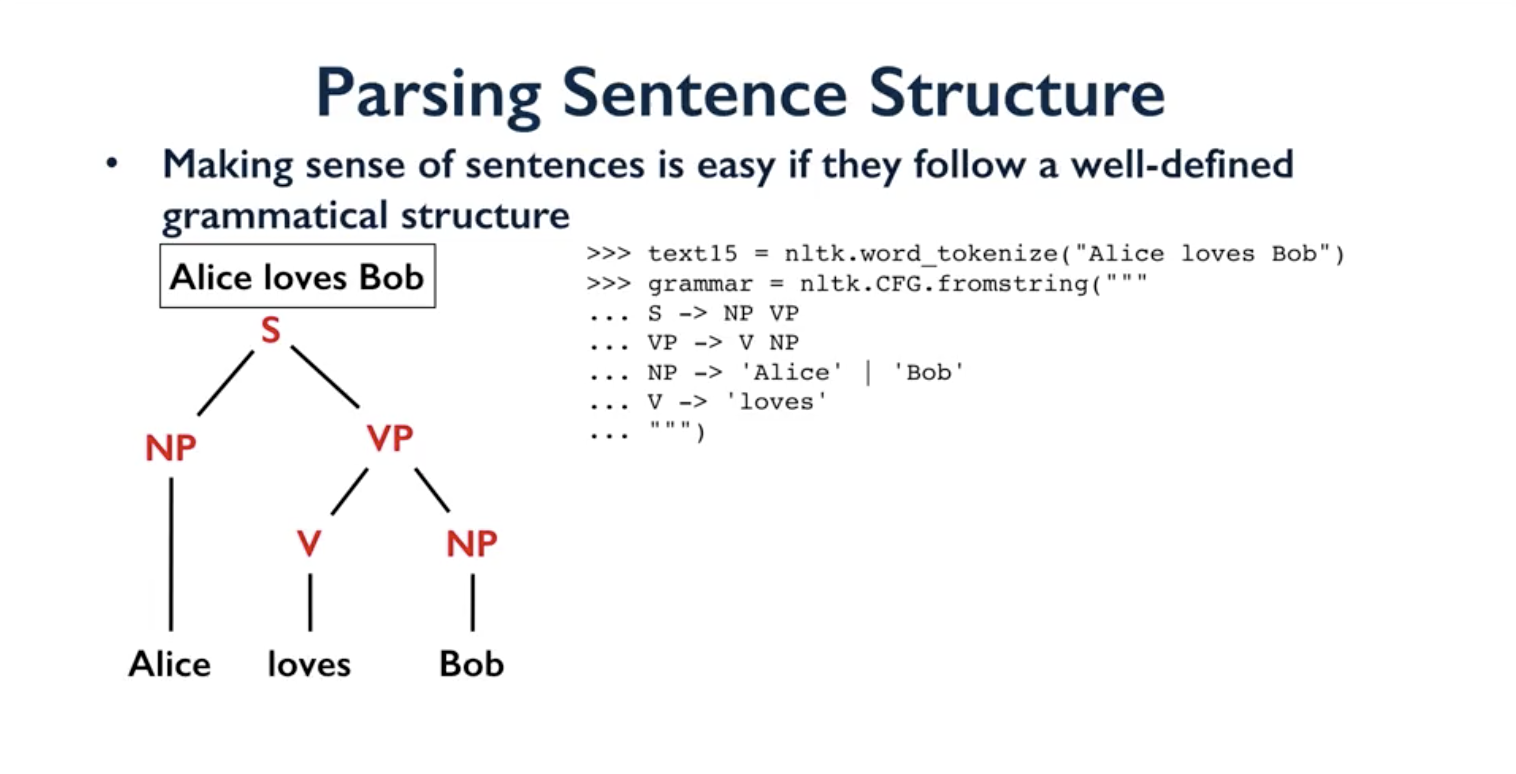 Parsing Sentence Structure
• Making sense of sentences is easy if they follow a well-defined
grammatical structure
Alice loves Bob
S
NP VP
V NP
Alice loves Bob
>>> text15 = nltk.word_tokenize("Alice loves Bob")
>>> grammar = nltk.CFG.fromstring("""
... S -> NP VP
... VP -> V NP
... NP -> 'Alice' | 'Bob'
... V -> 'loves'
... """)